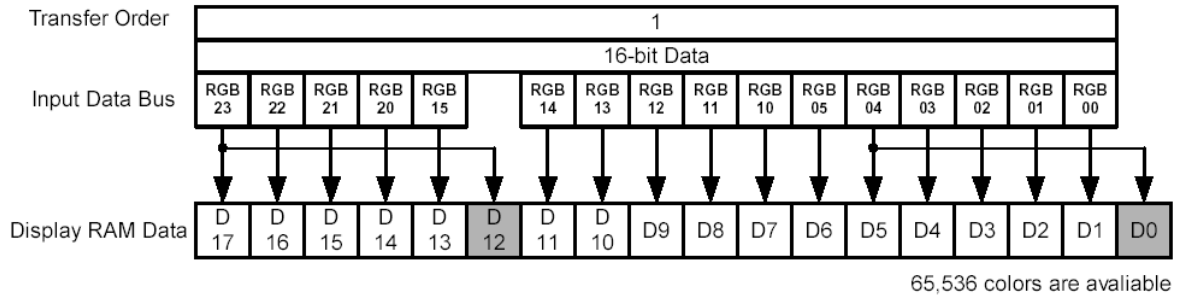 Transfer Order 1
16-bit Data
Input Data Bus RGB 23 RGB 22 RGB 21 RGB 20 RGB 15 RGB 14 RGB 13 RGB 12 RGB 11 RGB 10 RGB 05 RGB 04 RGB 03 RGB 02 RGB 01 RGB 00
Display RAM Data D 17 D 16 D 15 D 14 D 13 D 12 D 11 D 10 D9 D8 D7 D6 D5 D4 D3 D2 D1 D0
65,536 colors are avaliable